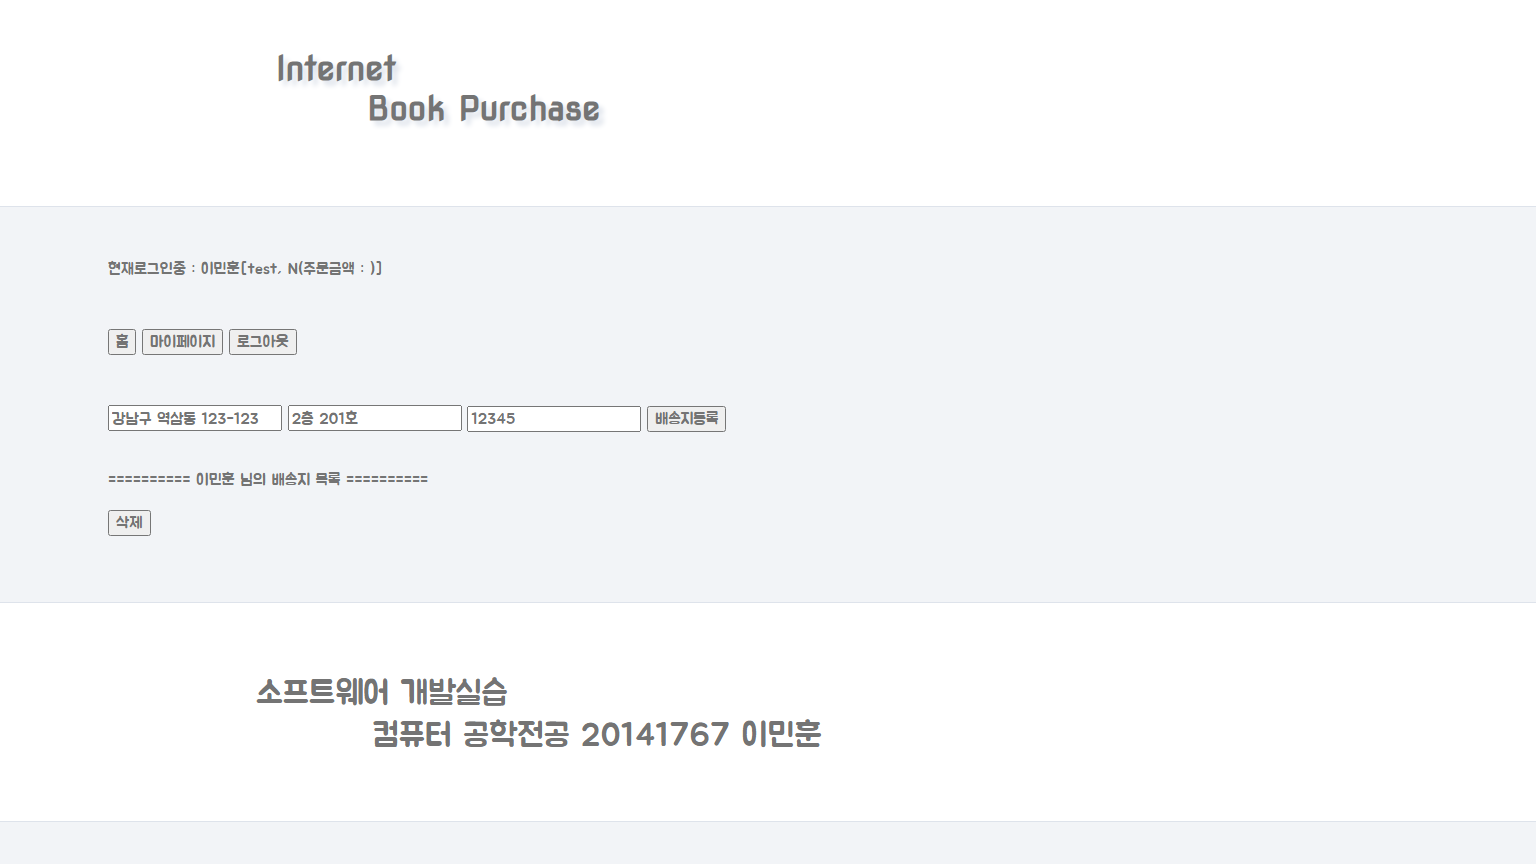 Internet
Book Purchase
현재로그인중 : 이민훈[test, N(주문금액 : )]
홈 마이페이지 로그아웃
강남구 역삼동 123-123 2층 201호 12345 배송지등록
========== 이민훈 님의 배송지 목록 ==========
삭제
소프트웨어 개발실습
컴퓨터 공학전공 20141767 이민훈